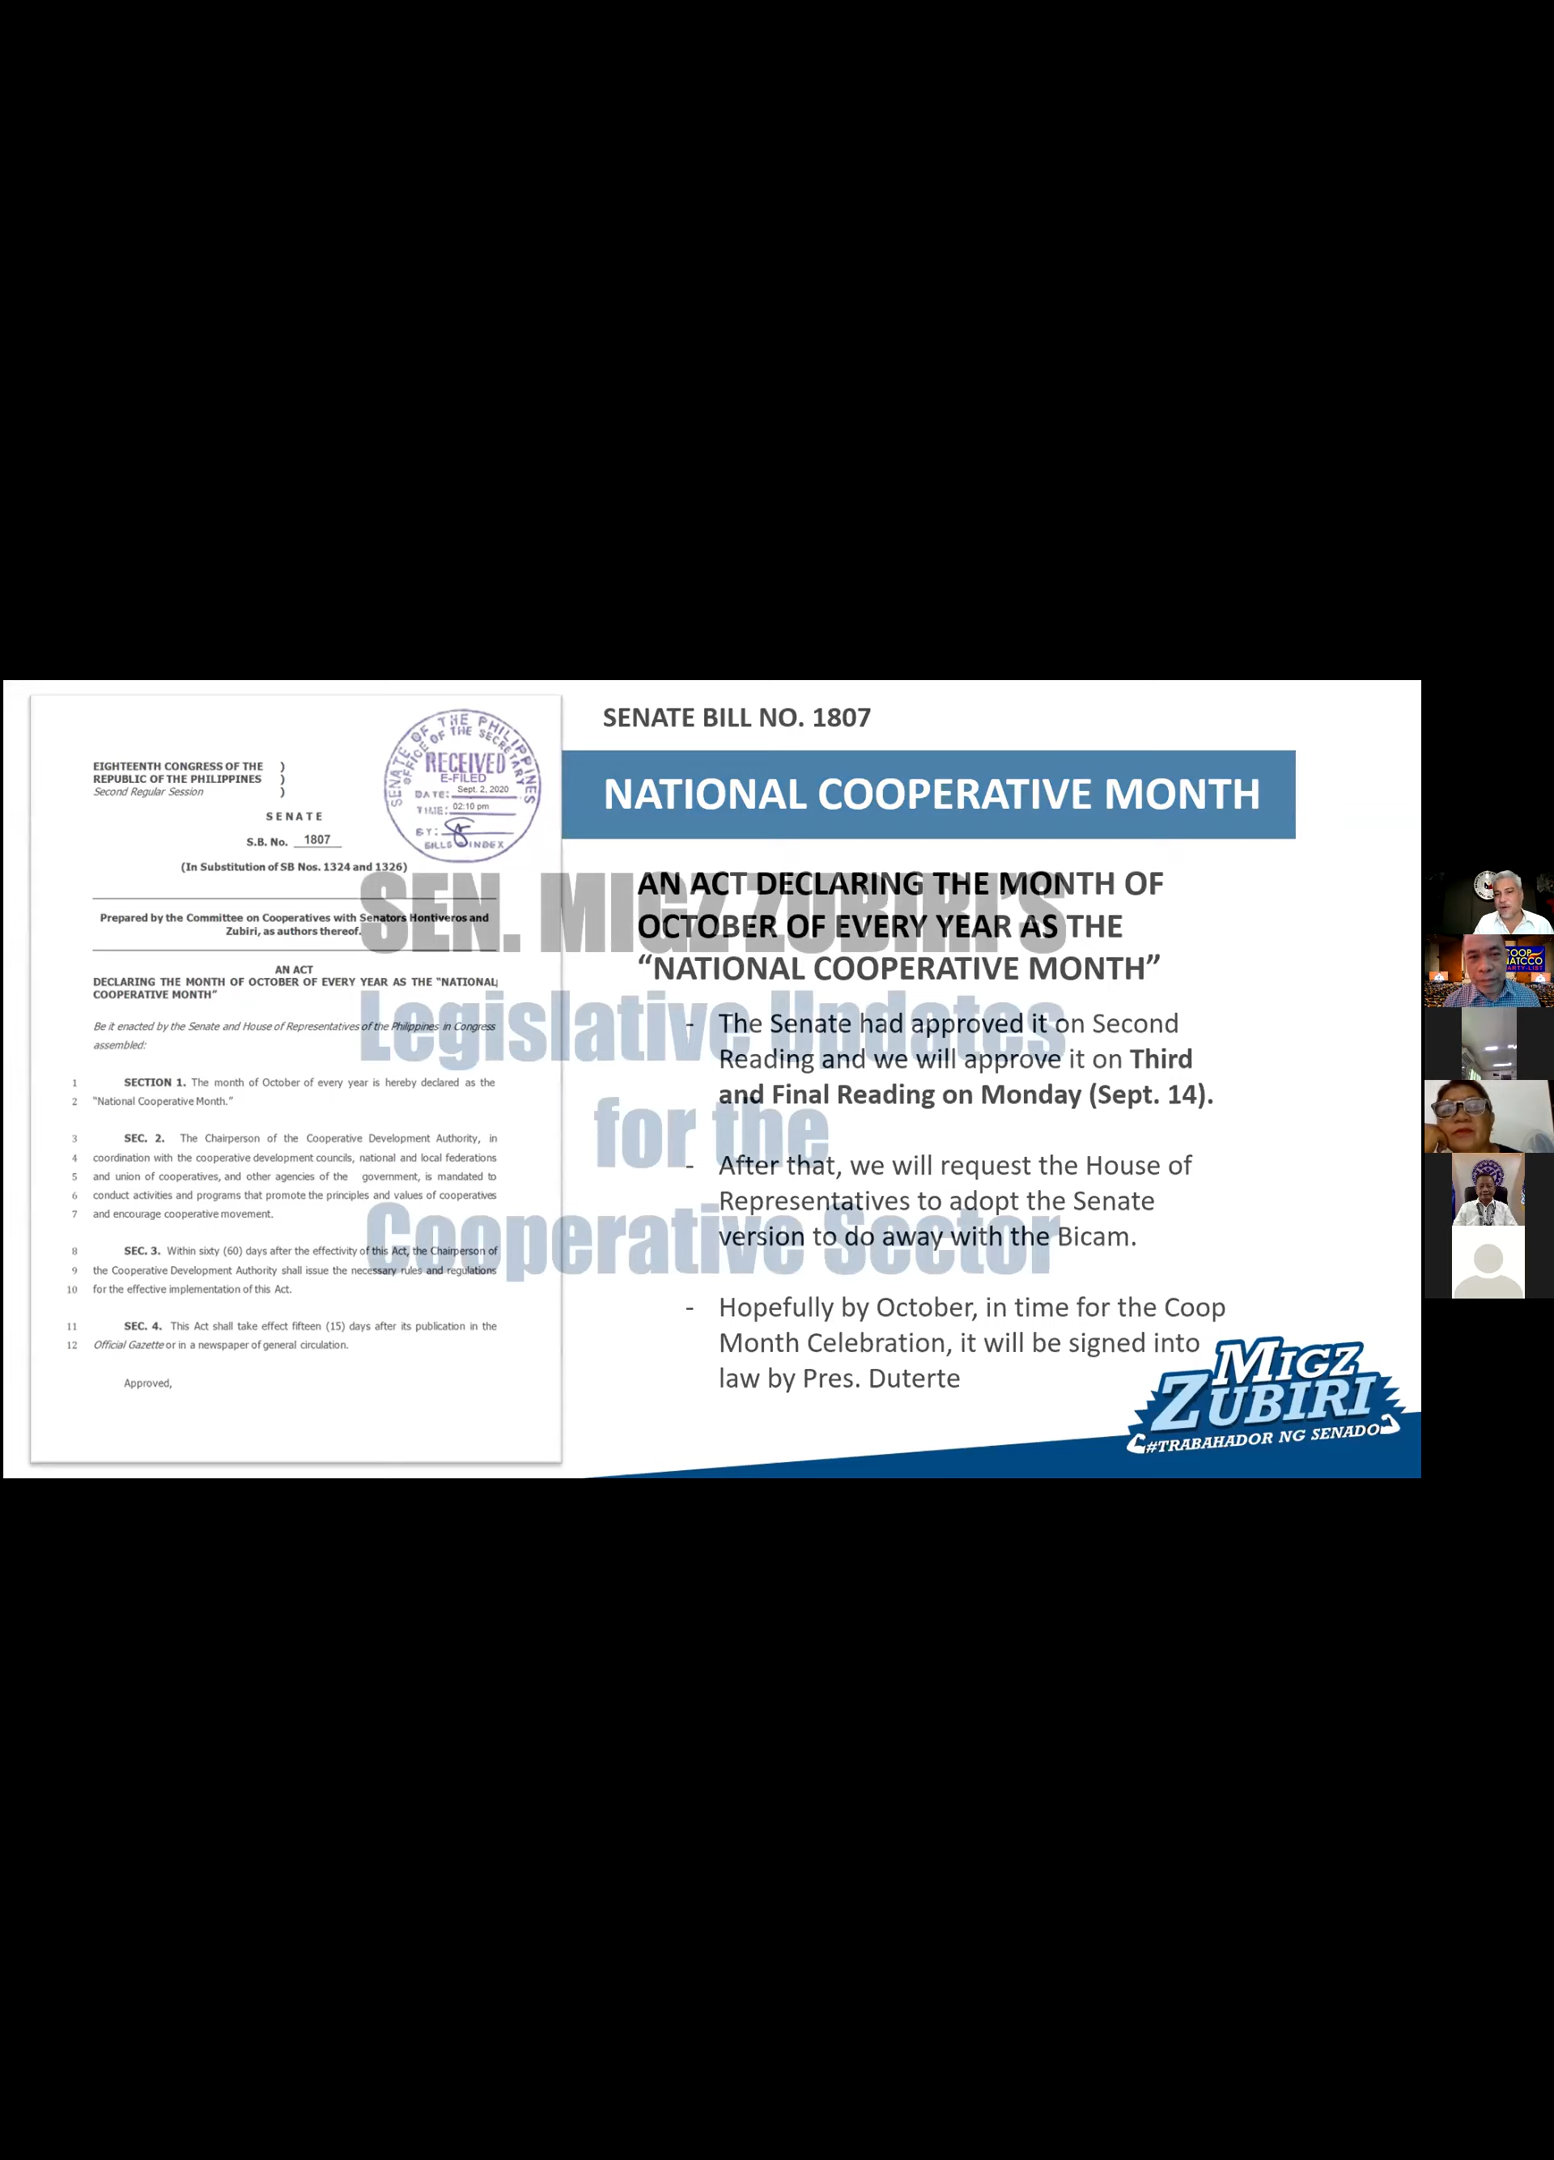 EIGHTEENTH CONGRESS OF THE )
REPUBLIC OF THE PHILIPPINES )
Second Regular Session )
SENATE OF THE PHILIPPINES
OFFICE OF THE SECRETARY
RECEIVED
E-FILED
DATE: Sept. 2, 2020
TIME: 02:10 pm
BY:
BILLS INDEX
SENATE
S.B. No. 1807
(In Substitution of SB Nos. 1324 and 1326)
Prepared by the Committee on Cooperatives with Senators Hontiveros and
Zubiri, as authors thereof.
AN ACT
DECLARING THE MONTH OF OCTOBER OF EVERY YEAR AS THE "NATIONAL
COOPERATIVE MONTH"
Be it enacted by the Senate and House of Representatives of the Philippines in Congress
assembled:
1 SECTION 1. The month of October of every year is hereby declared as the
2 "National Cooperative Month."
3 SEC. 2. The Chairperson of the Cooperative Development Authority, in
4 coordination with the cooperative development councils, national and local federations
5 and union of cooperatives, and other agencies of the government, is mandated to
6 conduct activities and programs that promote the principles and values of cooperatives
7 and encourage cooperative movement.
8 SEC. 3. Within sixty (60) days after the effectivity of this Act, the Chairperson of
9 the Cooperative Development Authority shall issue the necessary rules and regulations
10 for the effective implementation of this Act.
11 SEC. 4. This Act shall take effect fifteen (15) days after its publication in the
12 Official Gazette or in a newspaper of general circulation.
Approved,
SENATE BILL NO. 1807
NATIONAL COOPERATIVE MONTH
AN ACT DECLARING THE MONTH OF
OCTOBER OF EVERY YEAR AS THE
“NATIONAL COOPERATIVE MONTH”
- The Senate had approved it on Second
Reading and we will approve it on Third
and Final Reading on Monday (Sept. 14).
- After that, we will request the House of
Representatives to adopt the Senate
version to do away with the Bicam.
- Hopefully by October, in time for the Coop
Month Celebration, it will be signed into
law by Pres. Duterte
SEN. MIGZ ZUBIRI'S
Legislative Updates
for the
Cooperative Sector
MIGZ
ZUBIRI
#TRABAHADOR NG SENADO
COOP
NATCCO
PARTY-LIST